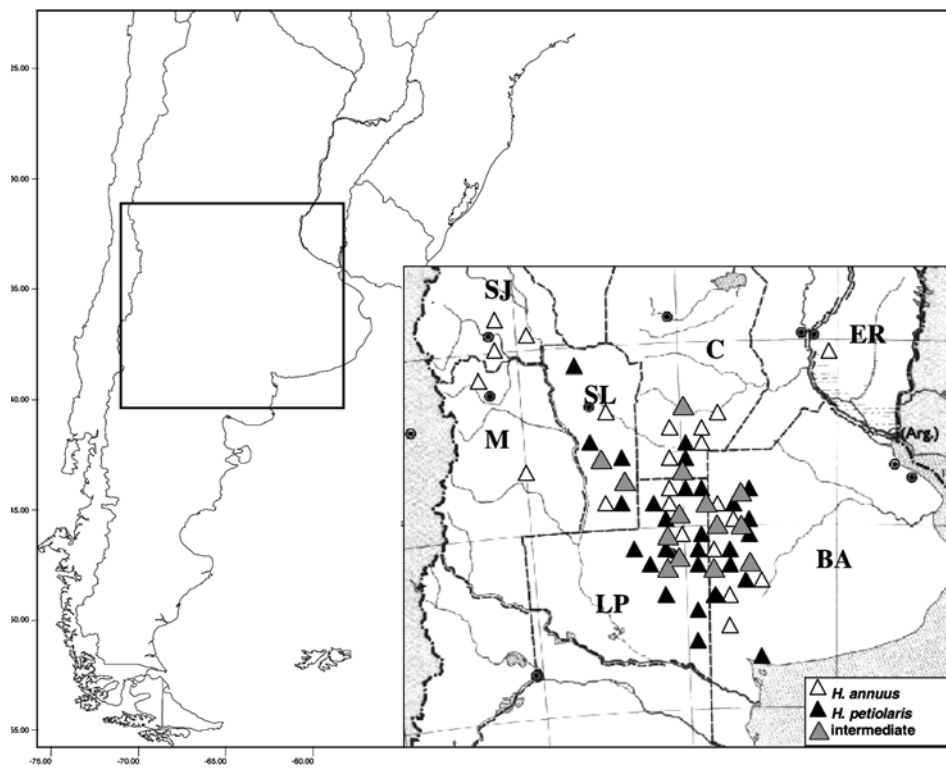 25.00
30.00
35.00
40.00
45.00
50.00
55.00
-75.00 -70.00 -65.00 -60.00
SJ
C
ER
SL
(Arg.)
M
BA
LP
H. annuus
H. petiolaris
intermediate